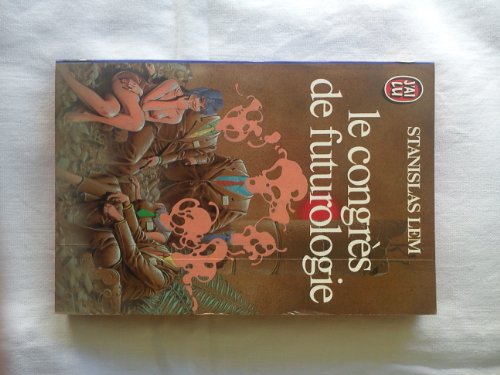 J'AI
LU
STANISLAS LEM
le congrès
de futurologie